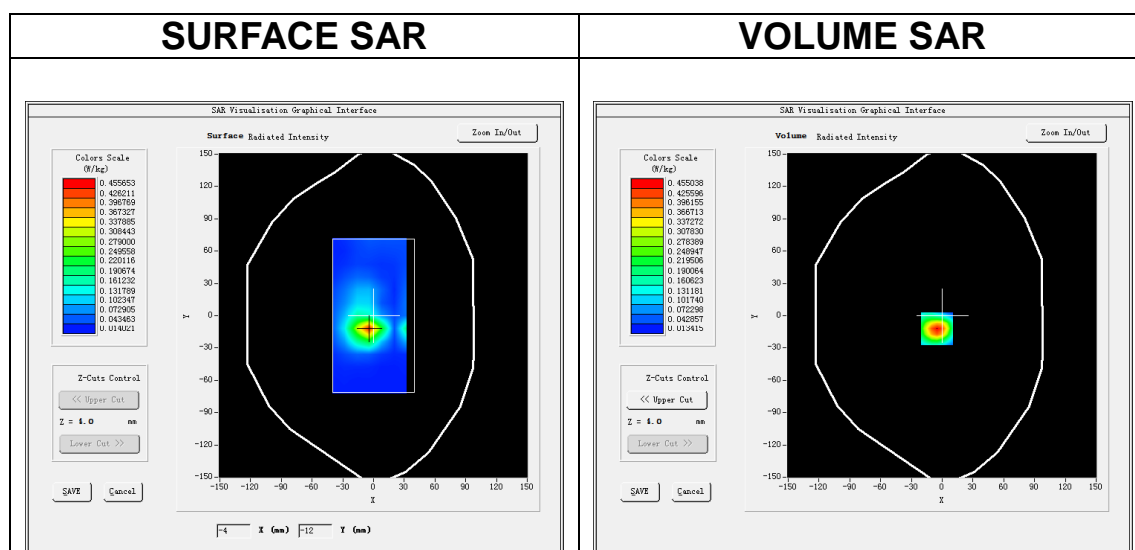 SURFACE SAR
VOLUME SAR
SAR Visualisation Graphical Interface
Surface Radiated Intensity
Zoom In/Out
Colors Scale
(W/kg)
0.455653
0.426211
0.396769
0.367327
0.337885
0.308443
0.279000
0.249558
0.220116
0.190674
0.161232
0.131789
0.102347
0.072905
0.043463
0.014021
150
120
90
60
30
0
-30
-60
-90
-120
-150
Y
-150 -120 -90 -60 -30 0 30 60 90 120 150
X
Z-Cuts Control
<< Upper Cut
Z = 4.0 mm
Lower Cut >>
SAVE
Cancel
-4 X (mm) -12 Y (mm)
SAR Visualisation Graphical Interface
Volume Radiated Intensity
Zoom In/Out
Colors Scale
(W/kg)
0.455038
0.425596
0.396155
0.366713
0.337272
0.307830
0.278389
0.248947
0.219506
0.190064
0.160623
0.131181
0.101740
0.072298
0.042857
0.013415
150
120
90
60
30
0
-30
-60
-90
-120
-150
Y
-150 -120 -90 -60 -30 0 30 60 90 120 150
X
Z-Cuts Control
<< Upper Cut
Z = 4.0 mm
Lower Cut >>
SAVE
Cancel